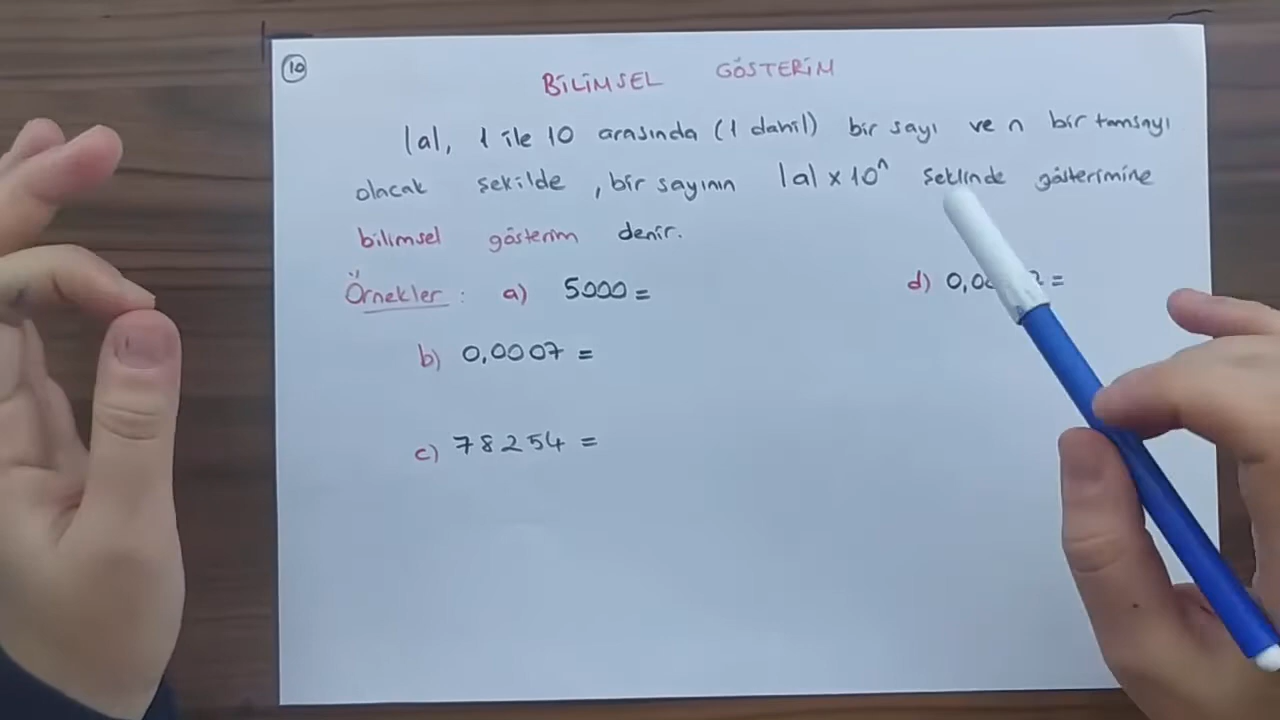 10
BİLİMSEL GÖSTERİM
|a|, 1 ile 10 arasında (1 dahil) bir sayı ve n bir tamsayı
olacak şekilde, bir sayının |a| x 10ⁿ şeklinde gösterimine
bilimsel gösterim denir.
Örnekler: a) 5000 =
d) =
b) 0,0007 =
c) 78254 =